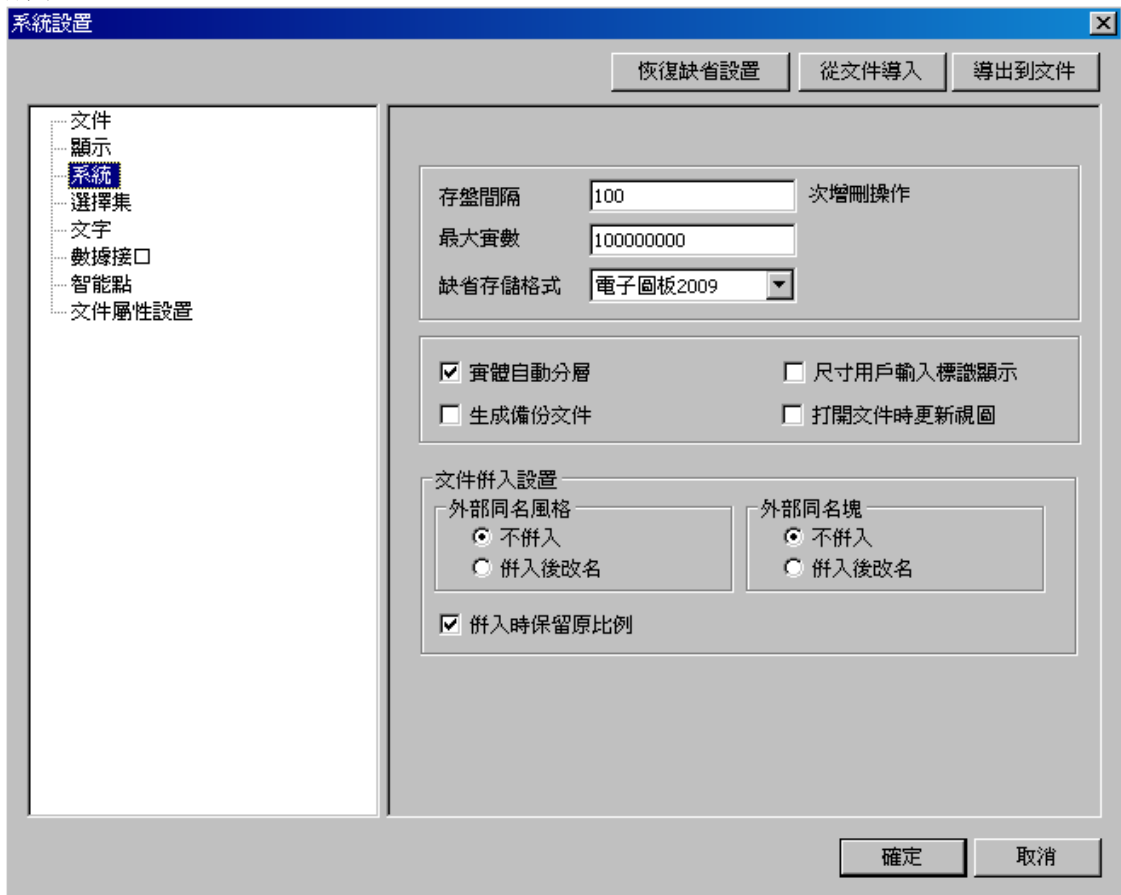 系統設置
恢復缺省設置 從文件導入 導出到文件
文件
顯示
系統
選擇集
文字
數據接口
智能點
文件屬性設置
存盤間隔 100 次增刪操作
最大實數 100000000
缺省存儲格式 電子圖板2009
實體自動分層 尺寸用戶輸入標識顯示
生成備份文件 打開文件時更新視圖
文件倂入設置
外部同名風格 外部同名塊
不倂入 不倂入
倂入後改名 倂入後改名
倂入時保留原比例
確定 取消